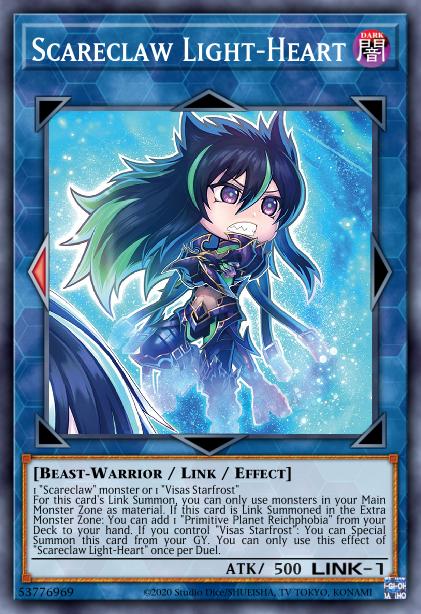 SCARECLAW LIGHT-HEART
DARK
闇
[BEAST-WARRIOR / LINK / EFFECT]
1 "Scareclaw" monster or 1 "Visas Starfrost"
For this card's Link Summon, you can only use monsters in your Main
Monster Zone as material. If this card is Link Summoned in the Extra
Monster Zone: You can add 1 "Primitive Planet Reichphobia" from your
Deck to your hand. If you control "Visas Starfrost": You can Special
Summon this card from your GY. You can only use this effect of
"Scareclaw Light-Heart" once per Duel.
ATK/ 500 LINK-1
53776969 ©2020 Studio Dice/SHUEISHA, TV TOKYO, KONAMI